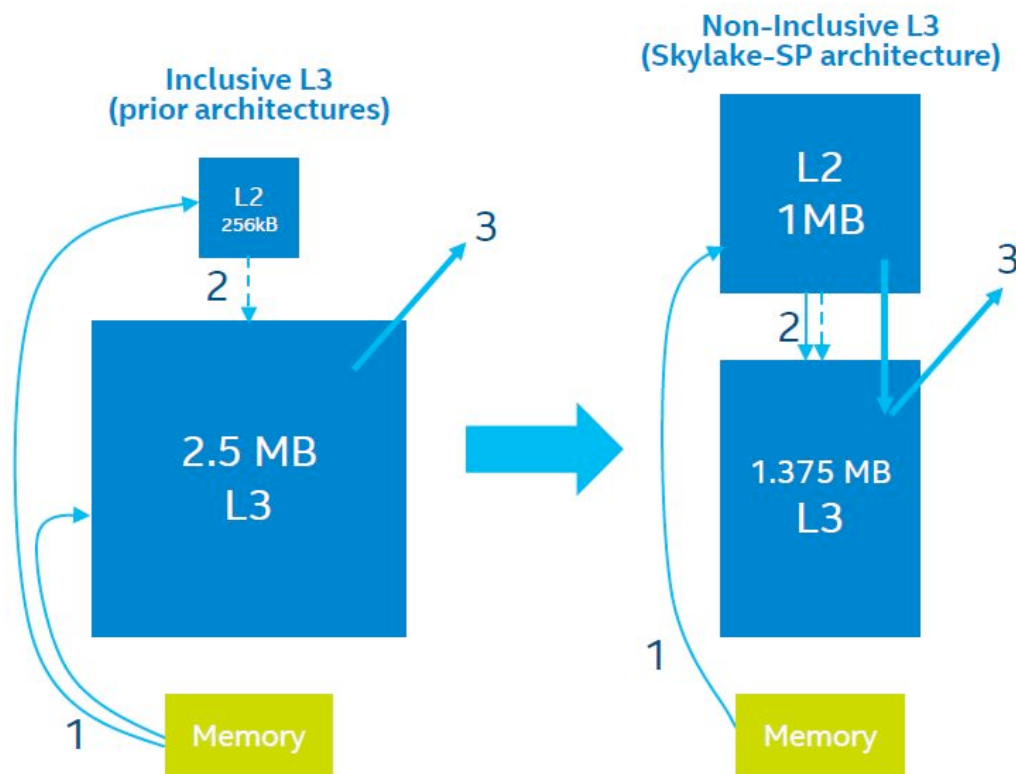 Inclusive L3
(prior architectures)
L2
256kB
2
3
2.5 MB
L3
1
Memory
Non-Inclusive L3
(Skylake-SP architecture)
L2
1MB
2
3
1.375 MB
L3
1
Memory